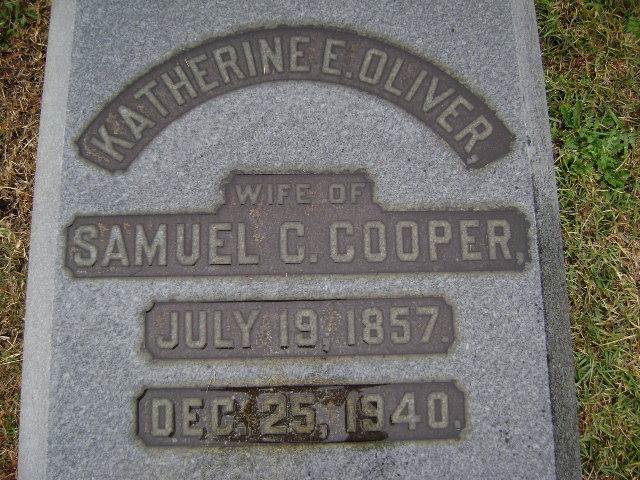 KATHERINE E. OLIVER,
WIFE OF
SAMUEL C. COOPER,
JULY 19, 1857.
DEC. 25, 1940.